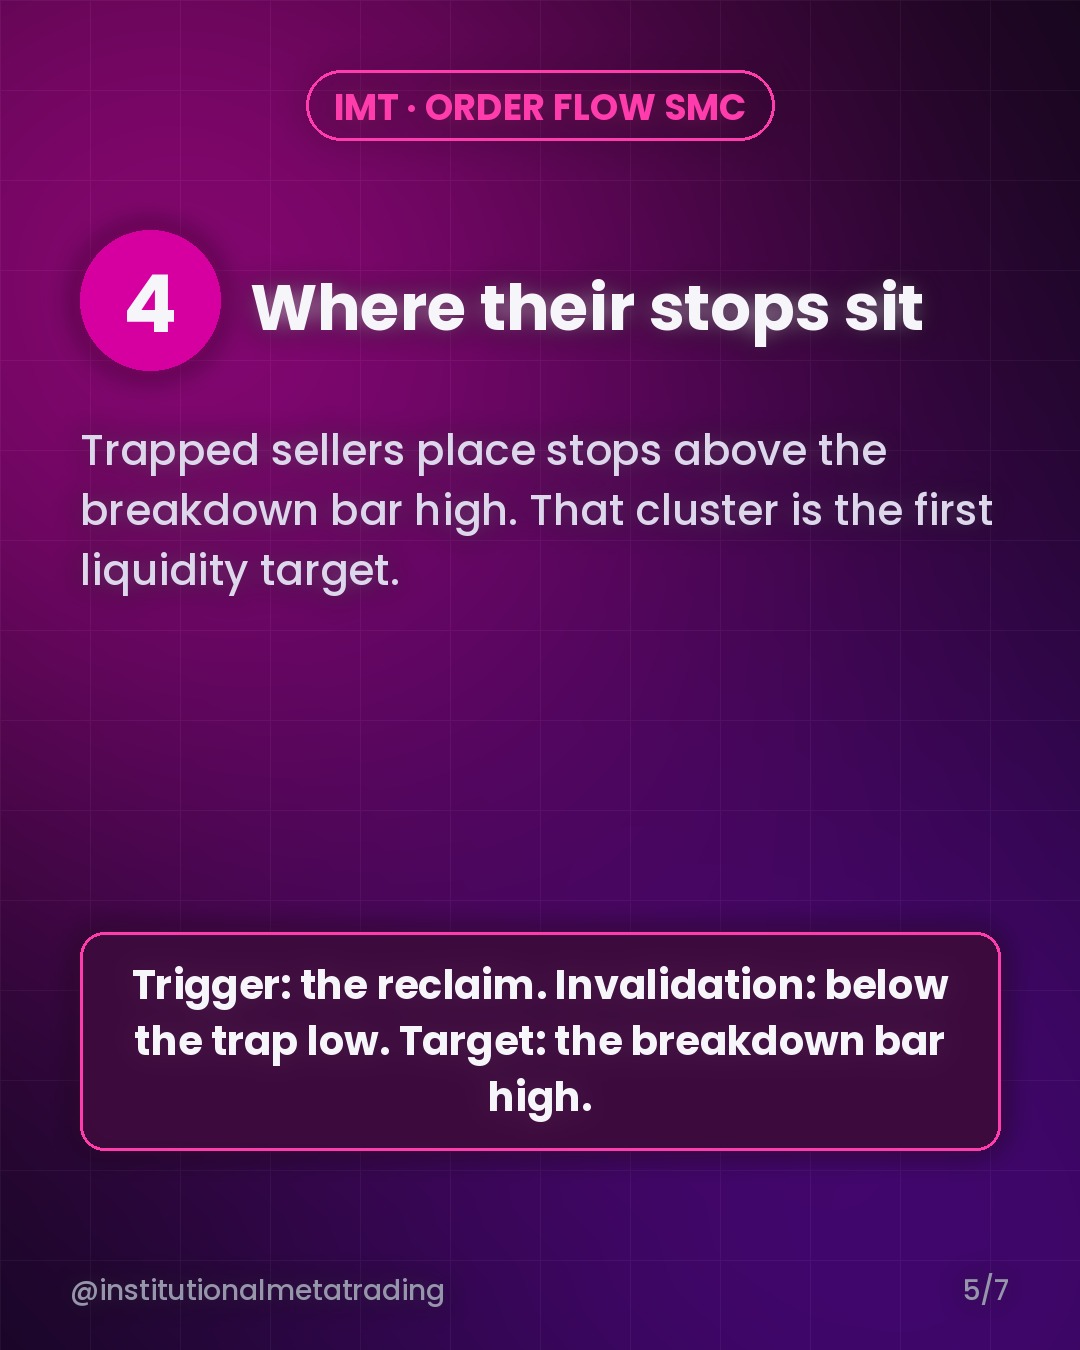 IMT · ORDER FLOW SMC
4
Where their stops sit
Trapped sellers place stops above the
breakdown bar high. That cluster is the first
liquidity target.
Trigger: the reclaim. Invalidation: below
the trap low. Target: the breakdown bar
high.
@institutionalmetatrading
5/7